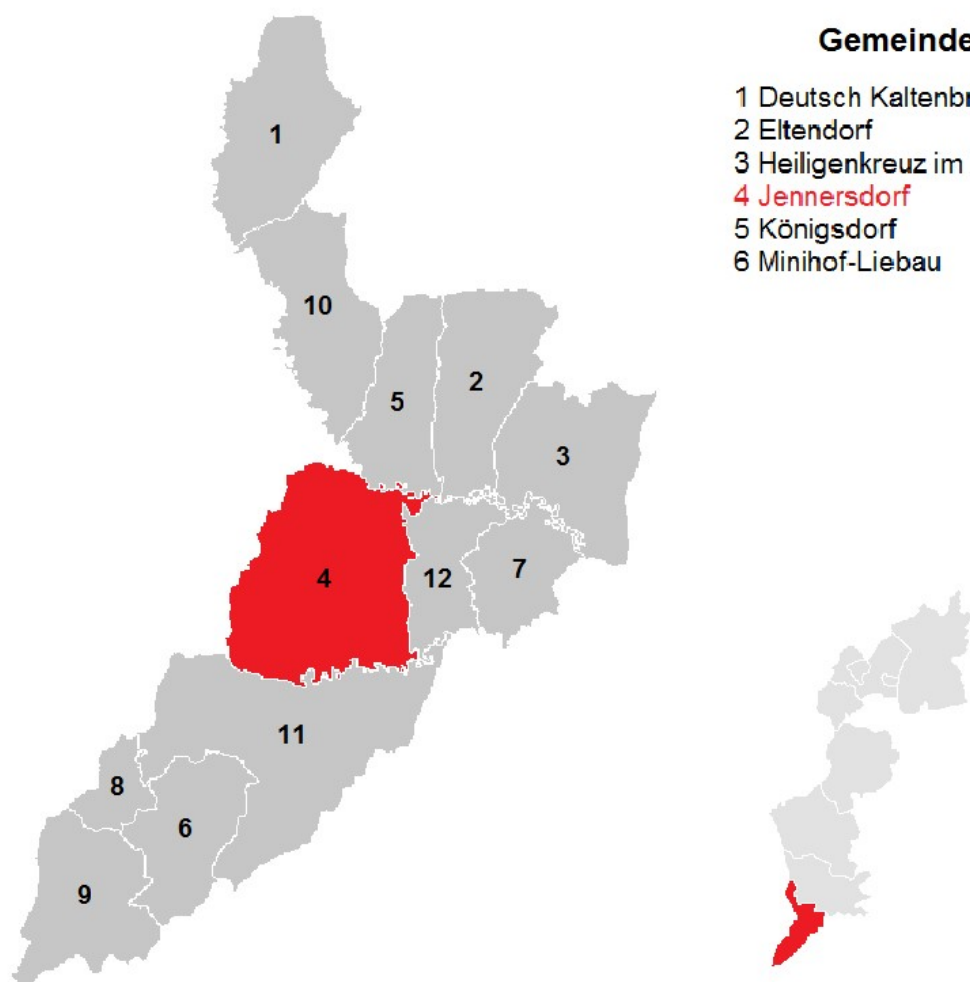 Gemeinde
1 Deutsch Kaltenbr
2 Eltendorf
3 Heiligenkreuz im
4 Jennersdorf
5 Königsdorf
6 Minihof-Liebau
1
10
5
2
3
4
12
7
11
8
6
9